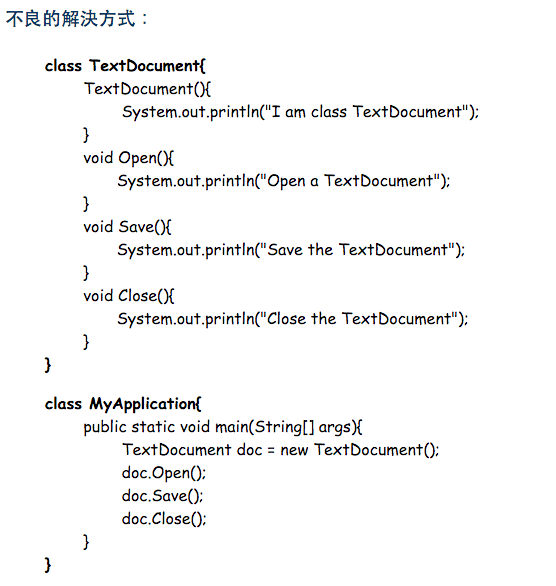 不良的解決方式：
class TextDocument{
TextDocument(){
System.out.println("I am class TextDocument");
}
void Open(){
System.out.println("Open a TextDocument");
}
void Save(){
System.out.println("Save the TextDocument");
}
void Close(){
System.out.println("Close the TextDocument");
}
}
class MyApplication{
public static void main(String[] args){
TextDocument doc = new TextDocument();
doc.Open();
doc.Save();
doc.Close();
}
}